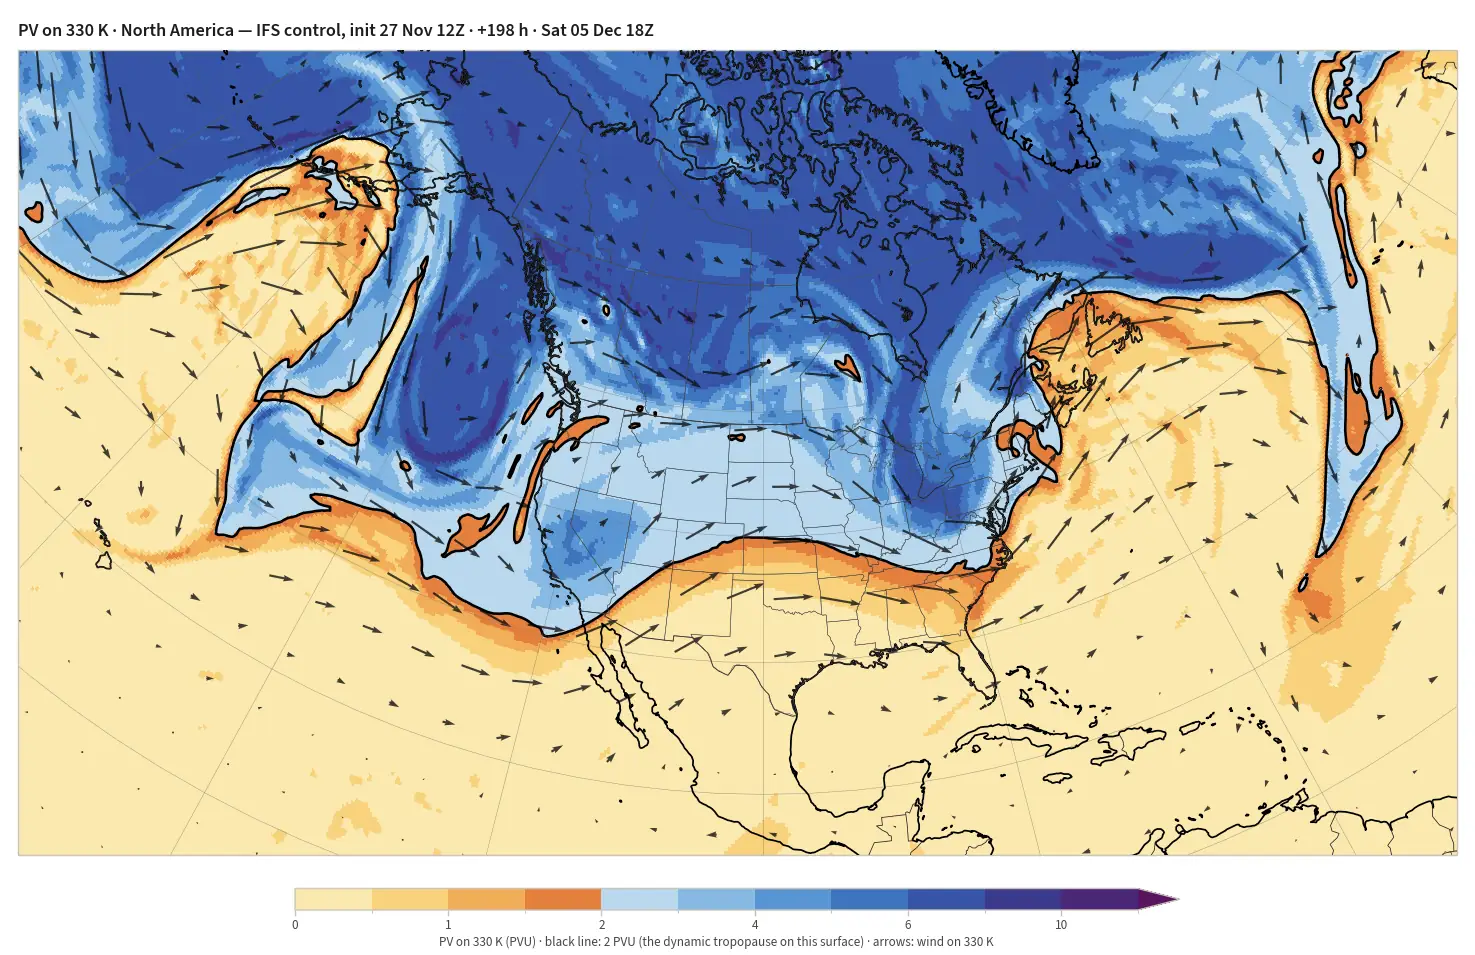 PV on 330 K · North America — IFS control, init 27 Nov 12Z · +198 h · Sat 05 Dec 18Z
0 1 2 4 6 10
PV on 330 K (PVU) · black line: 2 PVU (the dynamic tropopause on this surface) · arrows: wind on 330 K